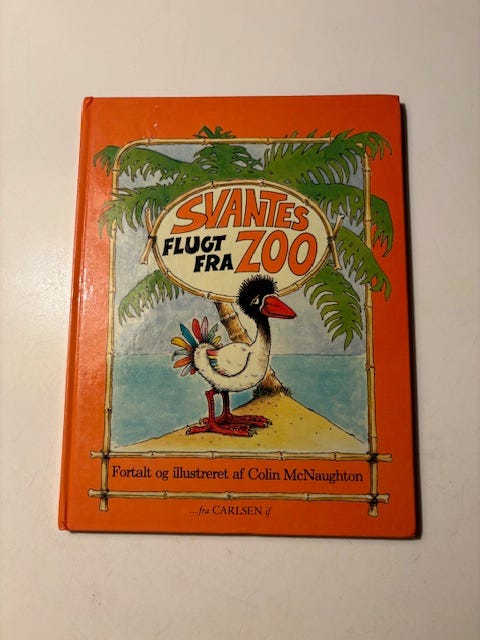 SVANTES
FLUGT
FRA ZOO
Fortalt og illustreret af Colin McNaughton
...fra CARLSEN if